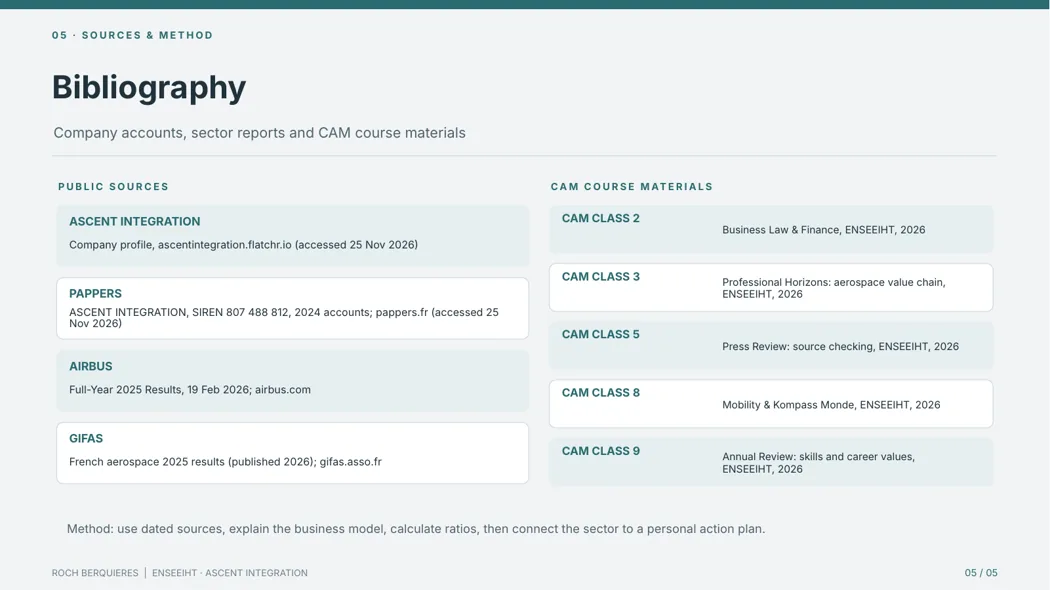 05 · SOURCES & METHOD
Bibliography
Company accounts, sector reports and CAM course materials
PUBLIC SOURCES
ASCENT INTEGRATION
Company profile, ascentintegration.flatchr.io (accessed 25 Nov 2026)
PAPPERS
ASCENT INTEGRATION, SIREN 807 488 812, 2024 accounts; pappers.fr (accessed 25
Nov 2026)
AIRBUS
Full-Year 2025 Results, 19 Feb 2026; airbus.com
GIFAS
French aerospace 2025 results (published 2026); gifas.asso.fr
CAM COURSE MATERIALS
CAM CLASS 2
Business Law & Finance, ENSEEIHT, 2026
CAM CLASS 3
Professional Horizons: aerospace value chain,
ENSEEIHT, 2026
CAM CLASS 5
Press Review: source checking, ENSEEIHT, 2026
CAM CLASS 8
Mobility & Kompass Monde, ENSEEIHT, 2026
CAM CLASS 9
Annual Review: skills and career values,
ENSEEIHT, 2026
Method: use dated sources, explain the business model, calculate ratios, then connect the sector to a personal action plan.
ROCH BERQUIERES | ENSEEIHT · ASCENT INTEGRATION
05 / 05